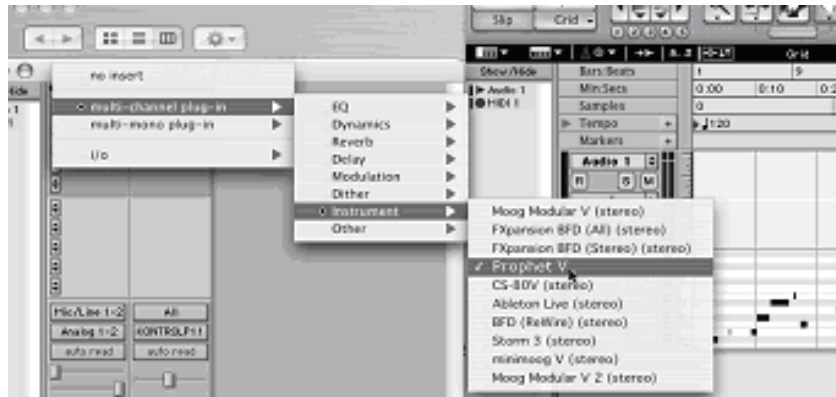 Slip
Grid
no insert
multi-channel plug-in
multi-mono plug-in
i/o
EQ
Dynamics
Reverb
Delay
Modulation
Dither
Instrument
Other
Moog Modular V (stereo)
FXpansion BFD (All) (stereo)
FXpansion BFD (Stereo) (stereo)
✓ Prophet V
CS-80V (stereo)
Ableton Live (stereo)
BFD (ReWire) (stereo)
Storm 3 (stereo)
minimoog V (stereo)
Moog Modular V 2 (stereo)
Show/Hide
Audio 1
MIDI 1
Bars:Beats
1
9
Min:Secs
0:00
0:10
Samples
0
Tempo
120
Markers
Audio 1
R
S
M
Grid
Mic/Line 1-2
All
Analog 1-2
auto read
auto read